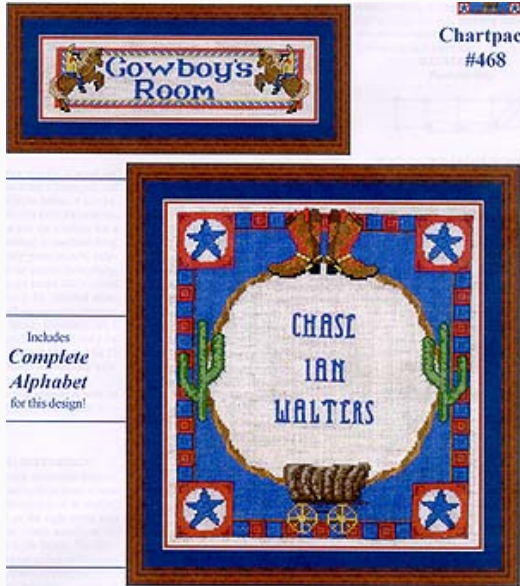 Cowboy's
Room
Chartpac
#468
CHASE
IAN
WALTERS
Includes
Complete
Alphabet
for this design!